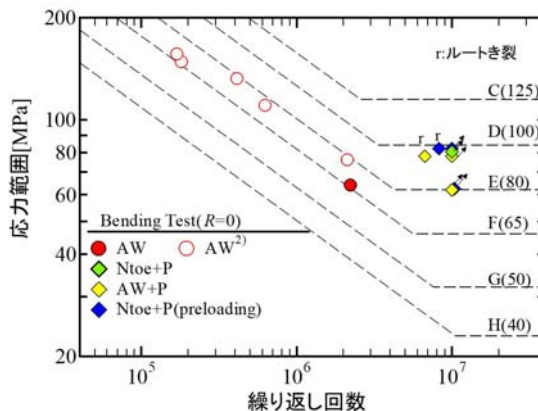 応力範囲[MPa]
200
100
80
60
40
20
r:ルートき裂
C(125)
D(100)
E(80)
F(65)
G(50)
H(40)
r r
Bending Test(R=0)
AW AW2)
Ntoe+P
AW+P
Ntoe+P(preloading)
10^5 10^6 10^7
繰り返し回数